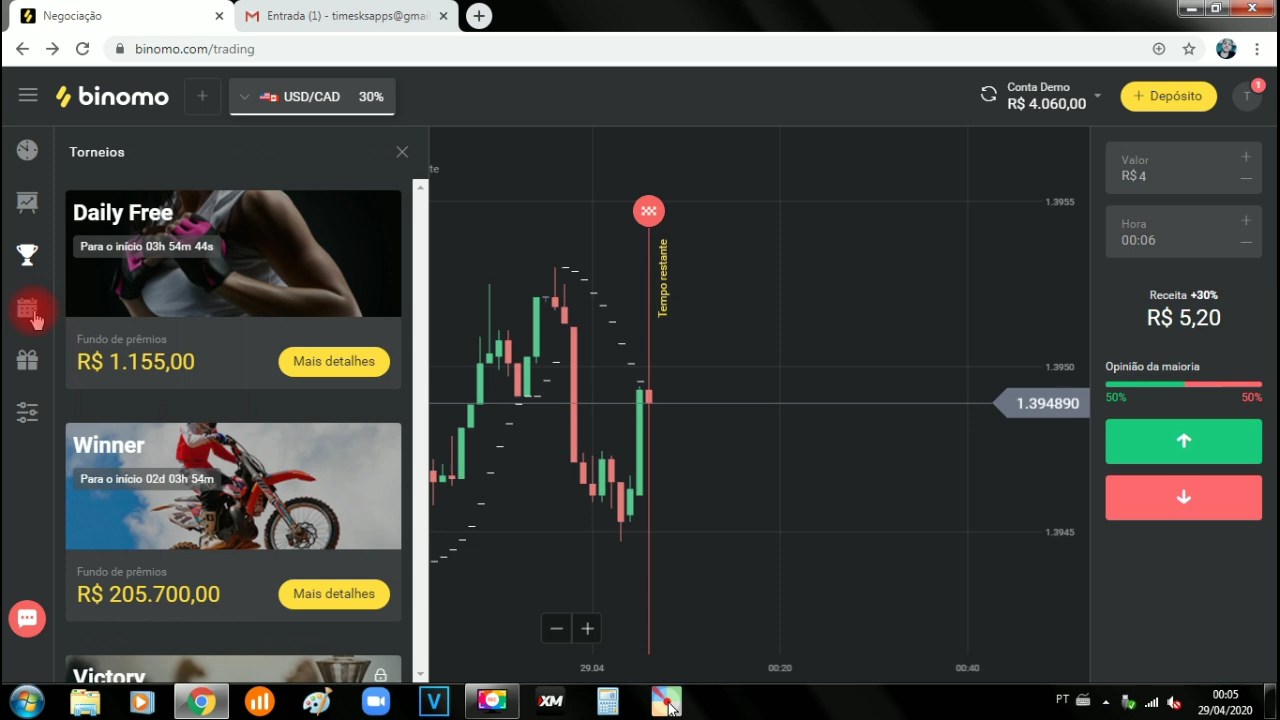 Negociação
Entrada (1) - timesksapps@gmai
binomo.com/trading
binomo
USD/CAD 30%
Conta Demo
R$ 4.060,00
+ Depósito
T
1
Torneios
te
Daily Free
Para o início 03h 54m 44s
Fundo de prêmios
R$ 1.155,00
Mais detalhes
Winner
Para o início 02d 03h 54m
Fundo de prêmios
R$ 205.700,00
Mais detalhes
Victory
Tempo restante
1.3955
1.3950
1.394890
1.3945
29.04
00:20
00:40
Valor
R$ 4
Hora
00:06
Receita +30%
R$ 5,20
Opinião da maioria
50% 50%
V
XM
PT
00:05
29/04/2020